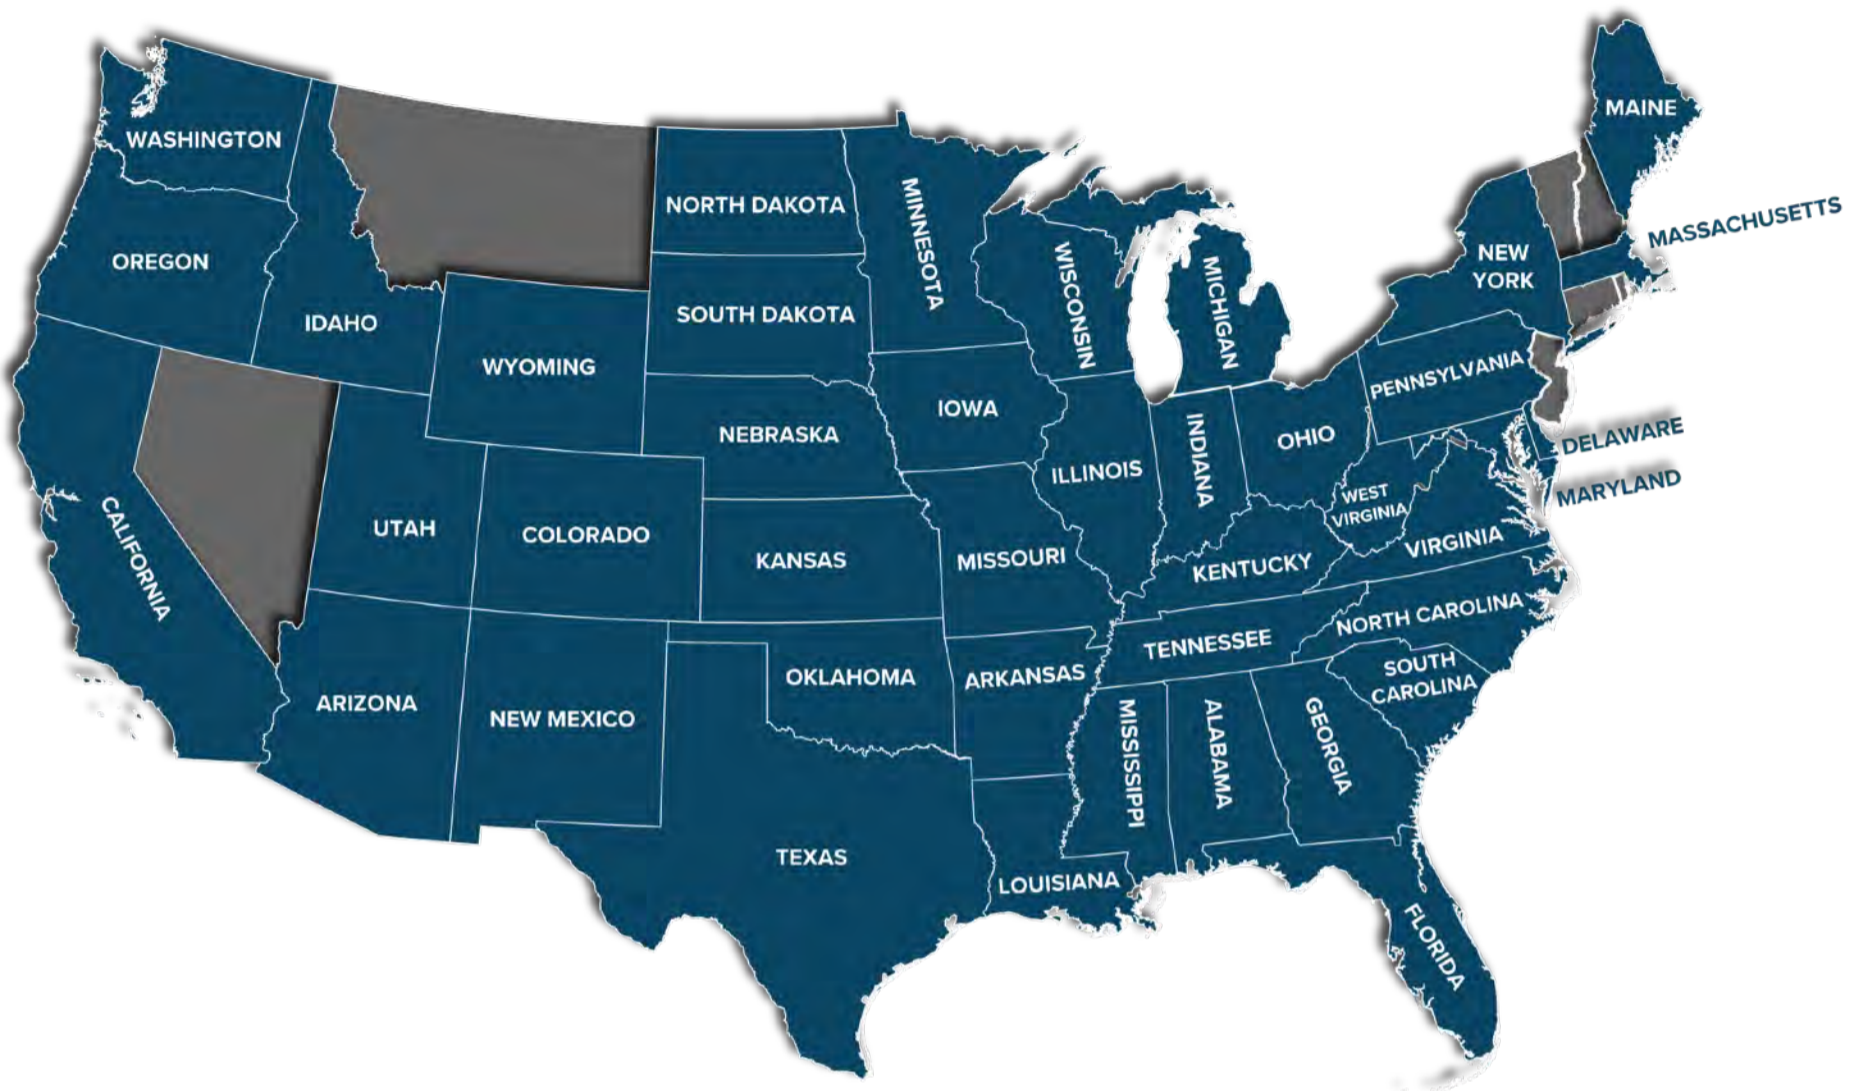 MAINE
WASHINGTON
MASSACHUSETTS
NORTH DAKOTA
MINNESOTA
OREGON
NEW
YORK
WISCONSIN
MICHIGAN
IDAHO
SOUTH DAKOTA
WYOMING
PENNSYLVANIA
IOWA
NEBRASKA
OHIO
DELAWARE
INDIANA
ILLINOIS
MARYLAND
WEST
VIRGINIA
CALIFORNIA
UTAH
COLORADO
KANSAS
MISSOURI
VIRGINIA
KENTUCKY
NORTH CAROLINA
TENNESSEE
SOUTH
CAROLINA
OKLAHOMA
ARKANSAS
ARIZONA
NEW MEXICO
MISSISSIPPI
ALABAMA
GEORGIA
TEXAS
LOUISIANA
FLORIDA